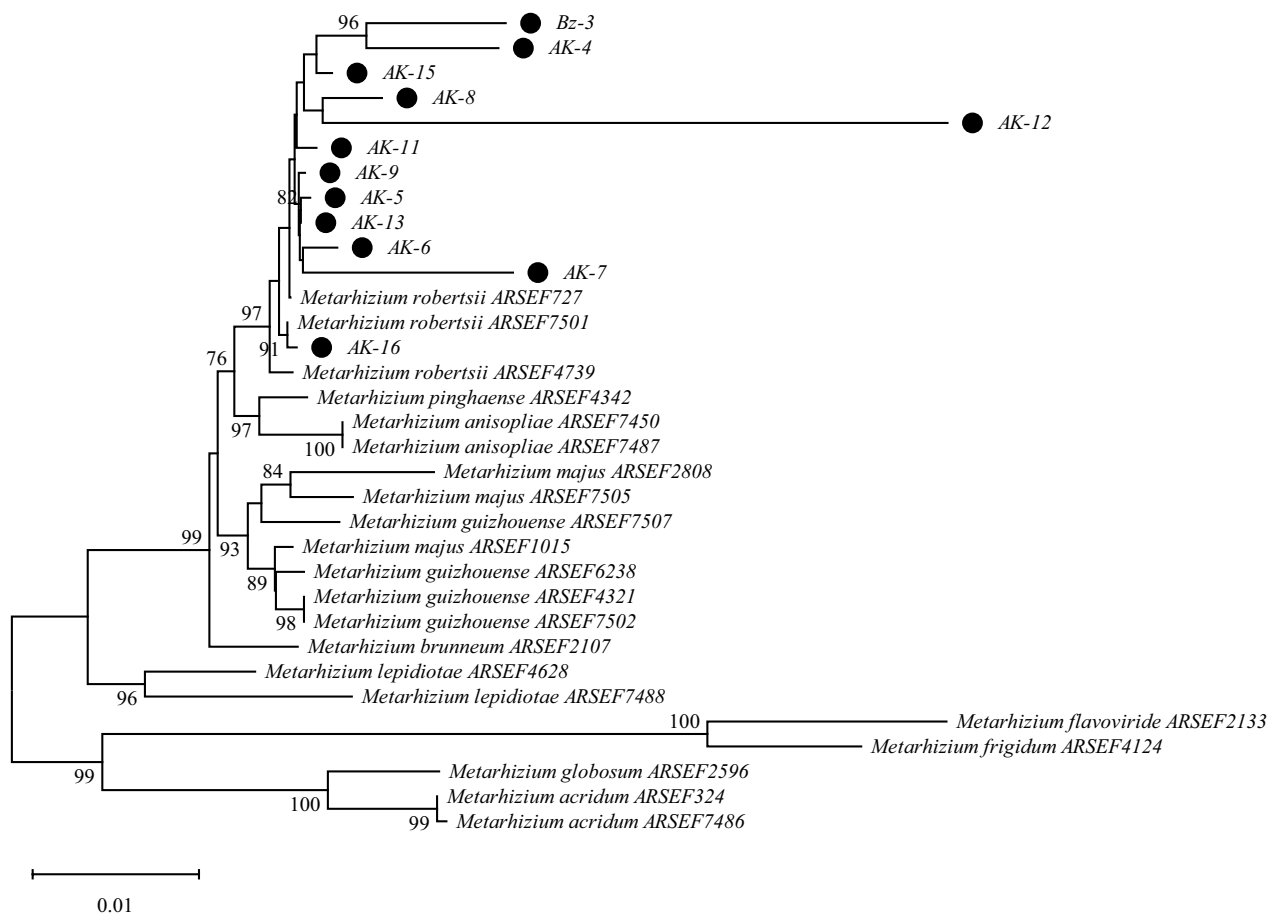 96
Bz-3
AK-4
AK-15
AK-8
AK-12
AK-11
AK-9
82
AK-5
AK-13
AK-6
AK-7
Metarhizium robertsii ARSEF727
97
Metarhizium robertsii ARSEF7501
91
AK-16
76
Metarhizium robertsii ARSEF4739
Metarhizium pinghaense ARSEF4342
97
Metarhizium anisopliae ARSEF7450
100
Metarhizium anisopliae ARSEF7487
84
Metarhizium majus ARSEF2808
Metarhizium majus ARSEF7505
Metarhizium guizhouense ARSEF7507
99
93
Metarhizium majus ARSEF1015
Metarhizium guizhouense ARSEF6238
89
Metarhizium guizhouense ARSEF4321
98
Metarhizium guizhouense ARSEF7502
Metarhizium brunneum ARSEF2107
Metarhizium lepidiotae ARSEF4628
96
Metarhizium lepidiotae ARSEF7488
100
Metarhizium flavoviride ARSEF2133
Metarhizium frigidum ARSEF4124
99
Metarhizium globosum ARSEF2596
100
Metarhizium acridum ARSEF324
99
Metarhizium acridum ARSEF7486
0.01